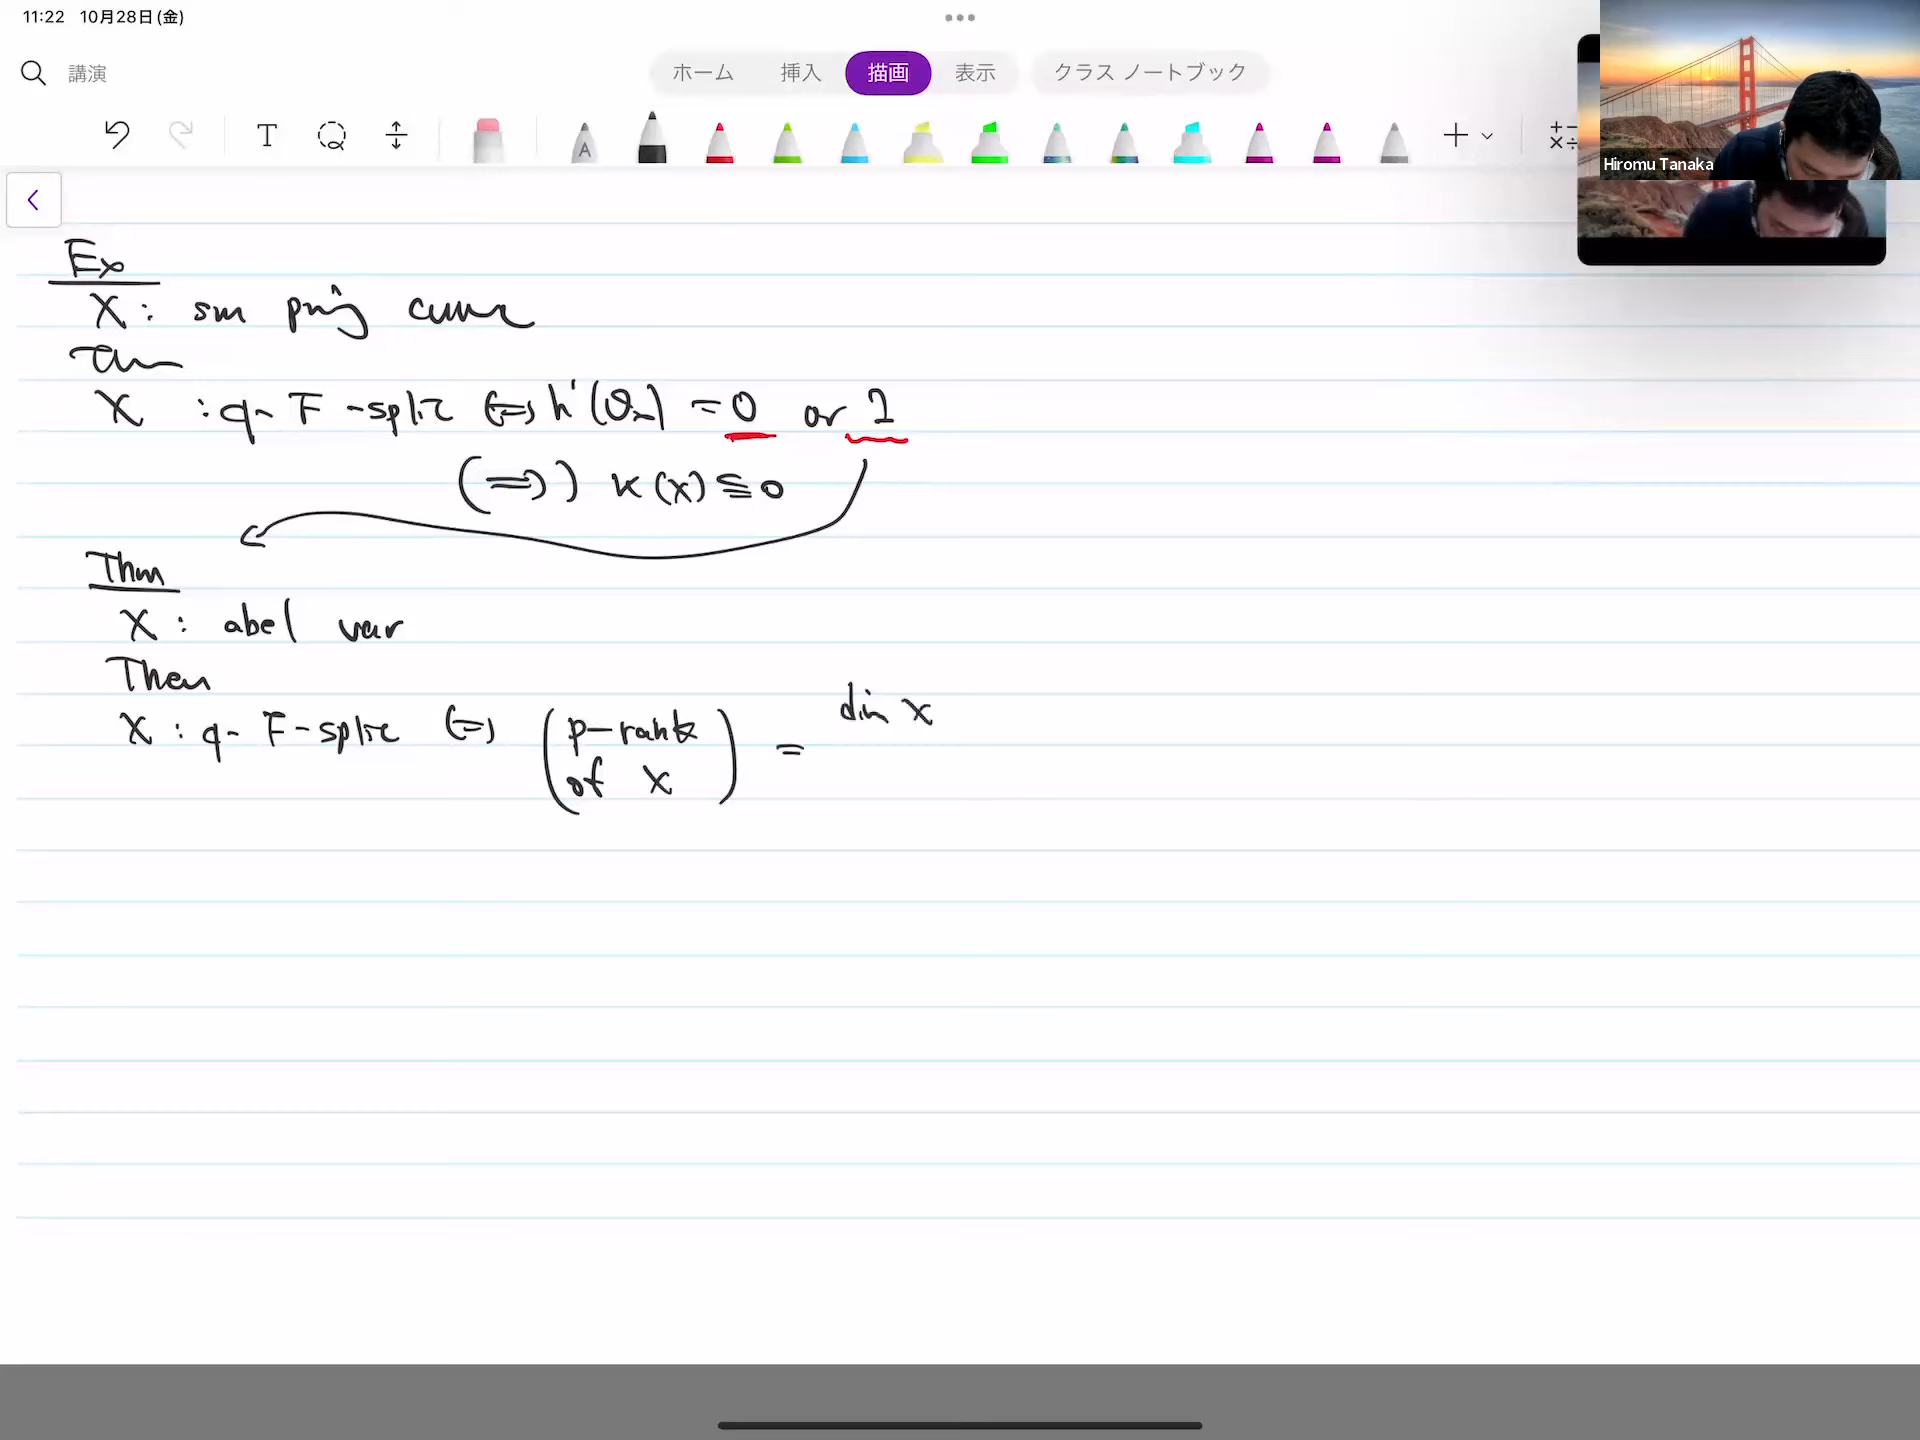 11:22 10月28日(金)
講演
ホーム 挿入 描画 表示 クラス ノートブック
T
A
Hiromu Tanaka
Ex
X : sm proj curve
Then
X : q-F-split ⇔ h¹(O_X) = 0 or 1
(⇒) κ(X) ≦ 0
Thm
X : abel var
Then
X : q-F-split ⇔ (p-rank of X) = dim X